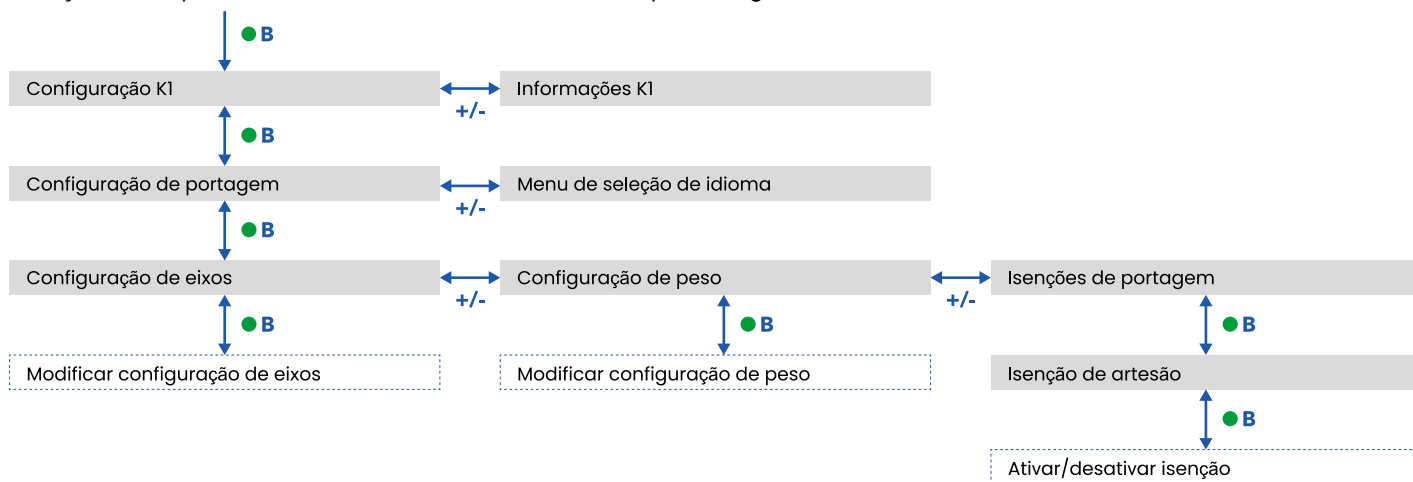 B
Configuração K1
Informações K1
+/-
B
Configuração de portagem
Menu de seleção de idioma
+/-
B
Configuração de eixos
Configuração de peso
Isenções de portagem
+/-
+/-
B
B
B
Modificar configuração de eixos
Modificar configuração de peso
Isenção de artesão
B
Ativar/desativar isenção